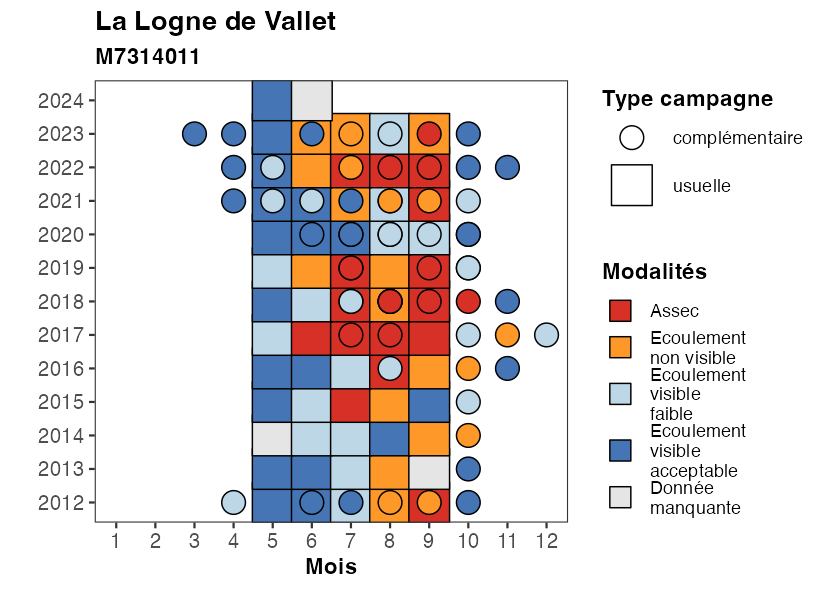 La Logne de Vallet
M7314011
2024
2023
2022
2021
2020
2019
2018
2017
2016
2015
2014
2013
2012
1 2 3 4 5 6 7 8 9 10 11 12
Mois
Type campagne
complémentaire
usuelle
Modalités
Assec
Ecoulement
non visible
Ecoulement
visible
faible
Ecoulement
visible
acceptable
Donnée
manquante